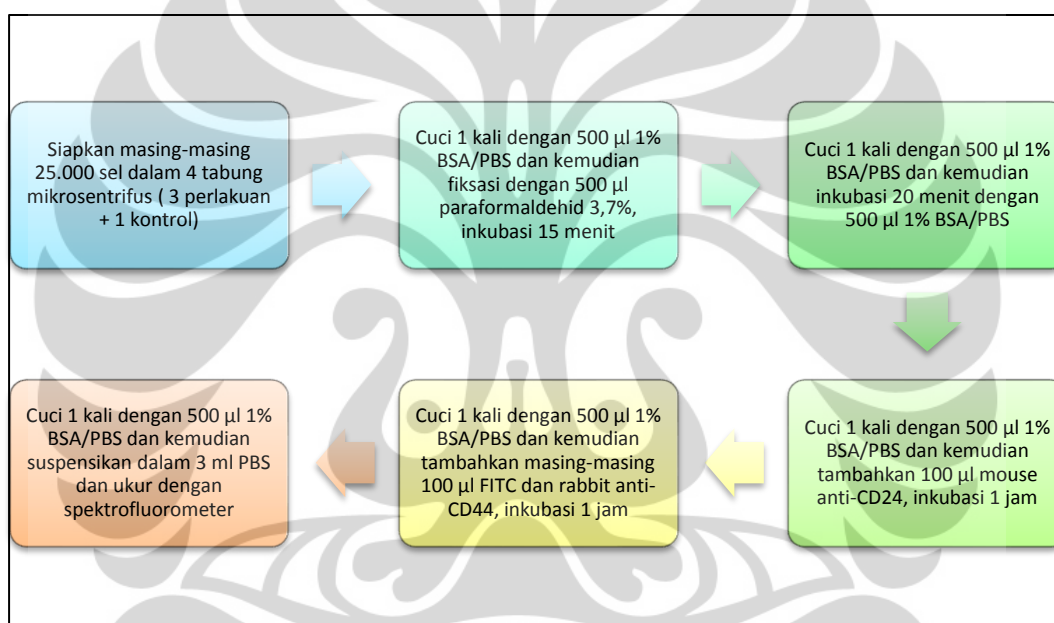 Siapkan masing-masing
25.000 sel dalam 4 tabung
mikrosentrifus ( 3 perlakuan
+ 1 kontrol)
Cuci 1 kali dengan 500 µl 1%
BSA/PBS dan kemudian
fiksasi dengan 500 µl
paraformaldehid 3,7%,
inkubasi 15 menit
Cuci 1 kali dengan 500 µl 1%
BSA/PBS dan kemudian
inkubasi 20 menit dengan
500 µl 1% BSA/PBS
Cuci 1 kali dengan 500 µl 1%
BSA/PBS dan kemudian
tambahkan 100 µl mouse
anti-CD24, inkubasi 1 jam
Cuci 1 kali dengan 500 µl 1%
BSA/PBS dan kemudian
tambahkan masing-masing
100 µl FITC dan rabbit anti-
CD44, inkubasi 1 jam
Cuci 1 kali dengan 500 µl 1%
BSA/PBS dan kemudian
suspensikan dalam 3 ml PBS
dan ukur dengan
spektrofluorometer